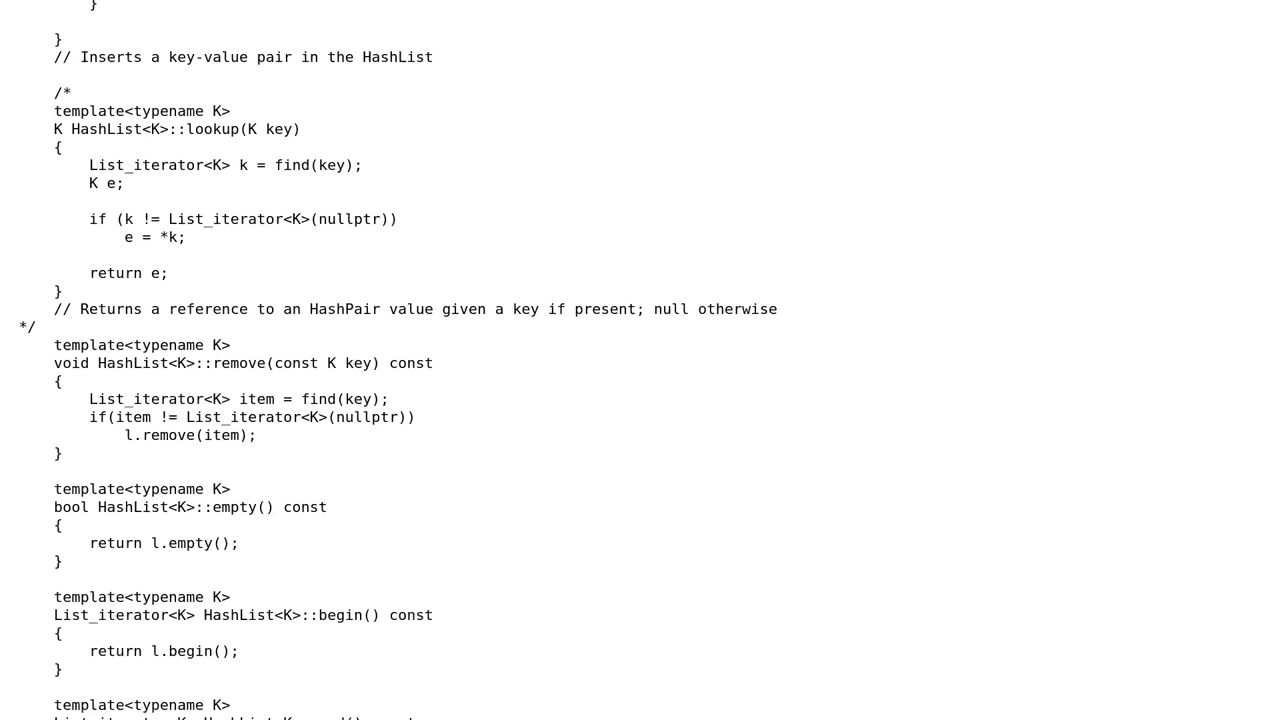 }

    }
    // Inserts a key-value pair in the HashList

    /*
    template<typename K>
    K HashList<K>::lookup(K key)
    {
        List_iterator<K> k = find(key);
        K e;

        if (k != List_iterator<K>(nullptr))
            e = *k;

        return e;
    }
    // Returns a reference to an HashPair value given a key if present; null otherwise
*/
    template<typename K>
    void HashList<K>::remove(const K key) const
    {
        List_iterator<K> item = find(key);
        if(item != List_iterator<K>(nullptr))
            l.remove(item);
    }

    template<typename K>
    bool HashList<K>::empty() const
    {
        return l.empty();
    }

    template<typename K>
    List_iterator<K> HashList<K>::begin() const
    {
        return l.begin();
    }

    template<typename K>